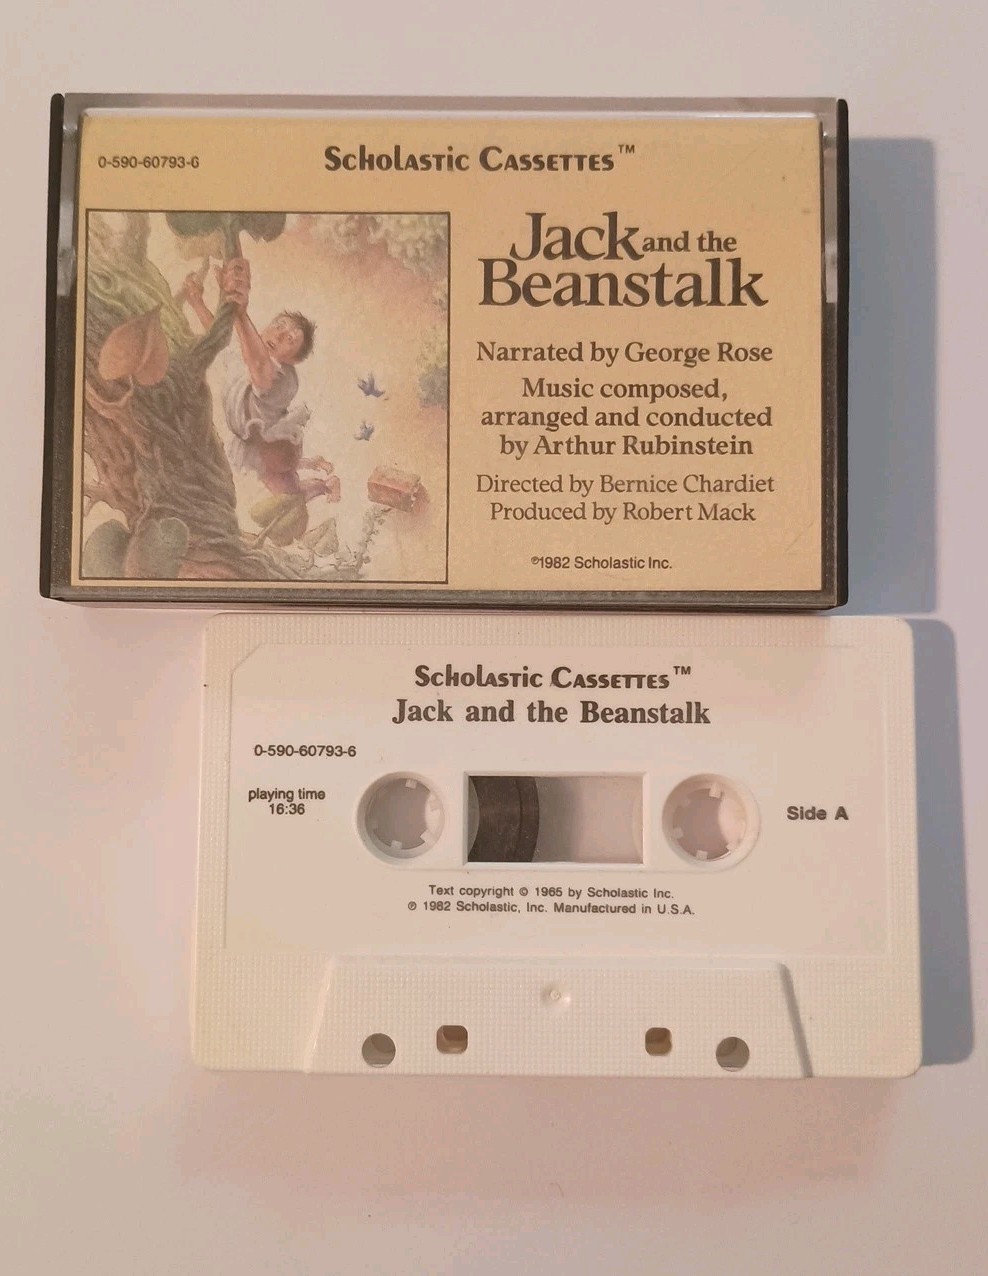 0-590-60793-6
Scholastic Cassettes™
Jack and the
Beanstalk
Narrated by George Rose
Music composed,
arranged and conducted
by Arthur Rubinstein
Directed by Bernice Chardiet
Produced by Robert Mack
℗1982 Scholastic Inc.
Scholastic Cassettes™
Jack and the Beanstalk
0-590-60793-6
playing time
16:36
Side A
Text copyright © 1965 by Scholastic Inc.
℗ 1982 Scholastic, Inc. Manufactured in U.S.A.